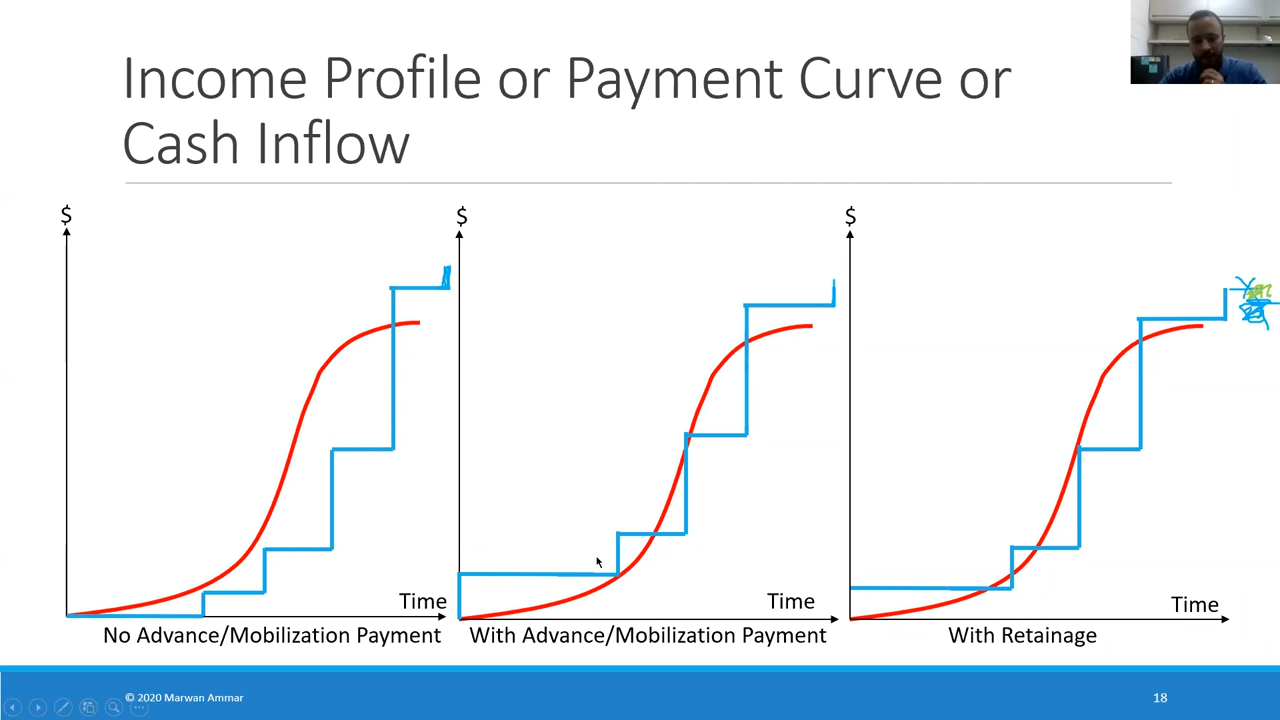 Income Profile or Payment Curve or
Cash Inflow
$
$
$
Time
Time
Time
No Advance/Mobilization Payment
With Advance/Mobilization Payment
With Retainage
© 2020 Marwan Ammar
18